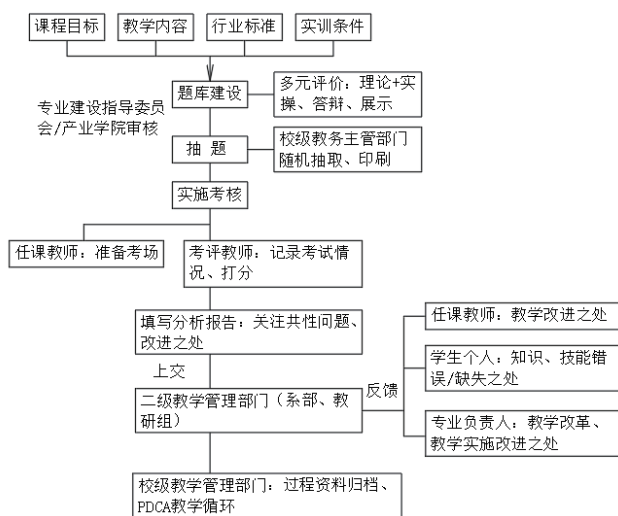 课程目标
教学内容
行业标准
实训条件
题库建设
多元评价：理论+实
操、答辩、展示
专业建设指导委员
会/产业学院审核
抽 题
校级教务主管部门
随机抽取、印刷
实施考核
任课教师：准备考场
考评教师：记录考试情
况、打分
填写分析报告：关注共性问题、
改进之处
上交
二级教学管理部门（系部、教
研组）
反馈
任课教师：教学改进之处
学生个人：知识、技能错
误/缺失之处
专业负责人：教学改革、
教学实施改进之处
校级教学管理部门：过程资料归档、
PDCA教学循环